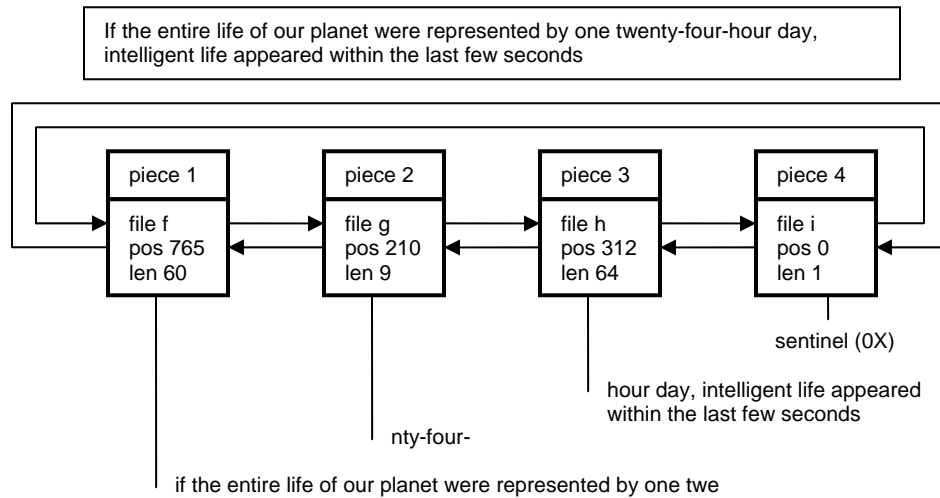 If the entire life of our planet were represented by one twenty-four-hour day,
intelligent life appeared within the last few seconds
piece 1
file f
pos 765
len 60
piece 2
file g
pos 210
len 9
piece 3
file h
pos 312
len 64
piece 4
file i
pos 0
len 1
sentinel (0X)
hour day, intelligent life appeared
within the last few seconds
nty-four-
if the entire life of our planet were represented by one twe